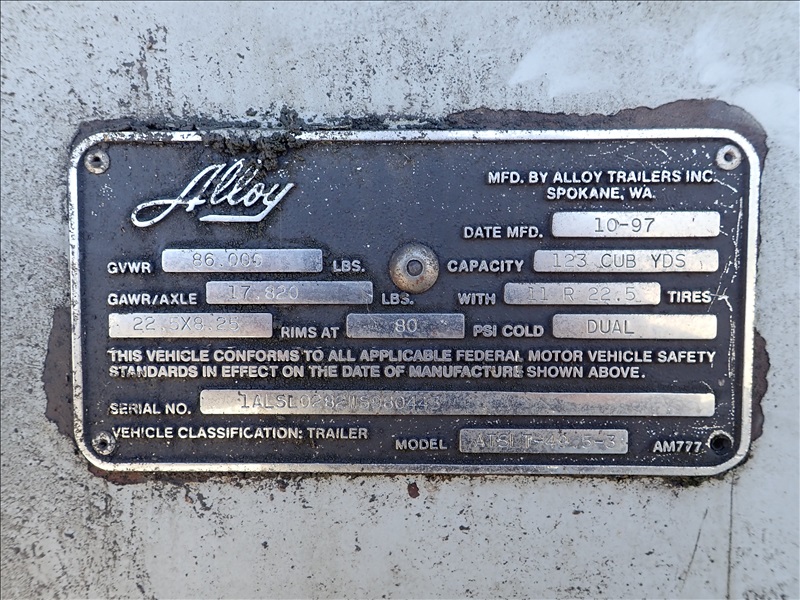 Alloy
MFD. BY ALLOY TRAILERS INC.
SPOKANE, WA.
DATE MFD. 10-97
GVWR 86,000 LBS. CAPACITY 123 CUB YDS
GAWR/AXLE 17,820 LBS. WITH 11 R 22.5 TIRES
22.5X8.25 RIMS AT 80 PSI COLD DUAL
THIS VEHICLE CONFORMS TO ALL APPLICABLE FEDERAL MOTOR VEHICLE SAFETY
STANDARDS IN EFFECT ON THE DATE OF MANUFACTURE SHOWN ABOVE.
SERIAL NO.
VEHICLE CLASSIFICATION: TRAILER MODEL AM777